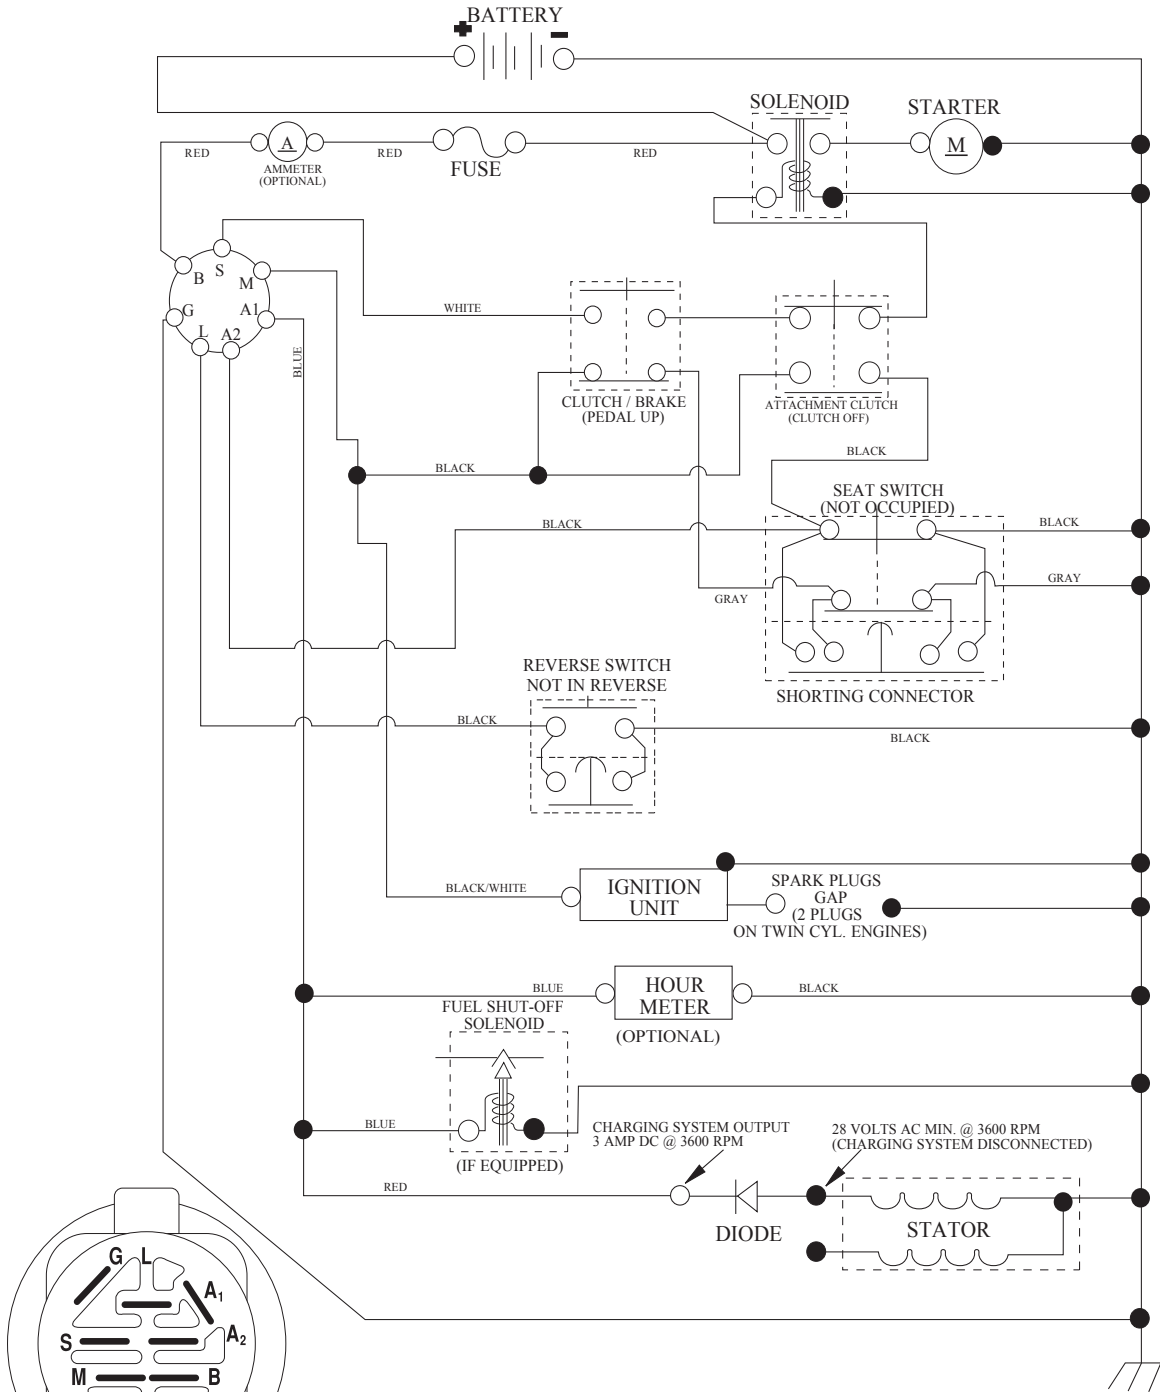 BATTERY
+
-
SOLENOID
STARTER
RED
A
RED
RED
M
AMMETER
(OPTIONAL)
FUSE
B
S
M
G
A1
L
A2
WHITE
BLUE
CLUTCH / BRAKE
(PEDAL UP)
ATTACHMENT CLUTCH
(CLUTCH OFF)
BLACK
BLACK
SEAT SWITCH
(NOT OCCUPIED)
BLACK
BLACK
GRAY
GRAY
REVERSE SWITCH
NOT IN REVERSE
SHORTING CONNECTOR
BLACK
BLACK
BLACK/WHITE
IGNITION
UNIT
SPARK PLUGS
GAP
(2 PLUGS
ON TWIN CYL. ENGINES)
BLUE
HOUR
METER
BLACK
(OPTIONAL)
FUEL SHUT-OFF
SOLENOID
BLUE
(IF EQUIPPED)
CHARGING SYSTEM OUTPUT
3 AMP DC @ 3600 RPM
28 VOLTS AC MIN. @ 3600 RPM
(CHARGING SYSTEM DISCONNECTED)
RED
DIODE
STATOR
G
L
A1
S
A2
M
B